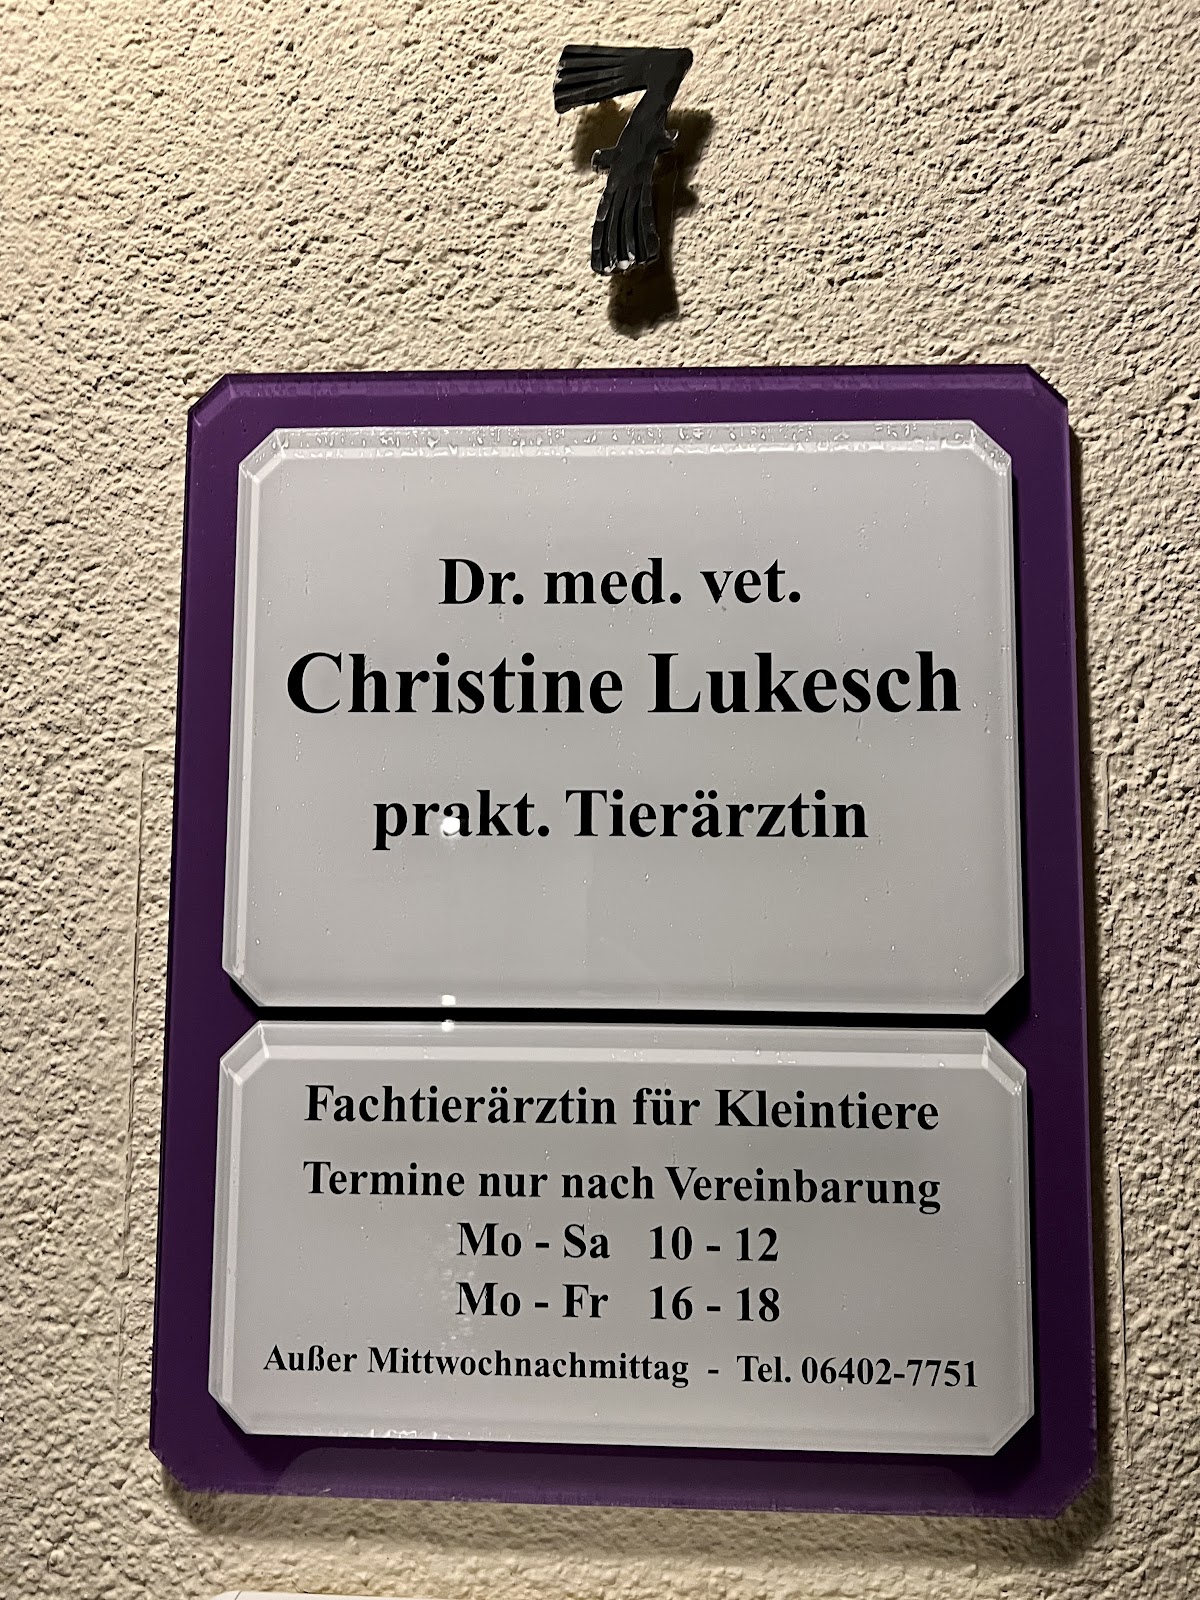 7
Dr. med. vet.
Christine Lukesch
prakt. Tierärztin
Fachtierärztin für Kleintiere
Termine nur nach Vereinbarung
Mo - Sa 10 - 12
Mo - Fr 16 - 18
Außer Mittwochnachmittag - Tel. 06402-7751